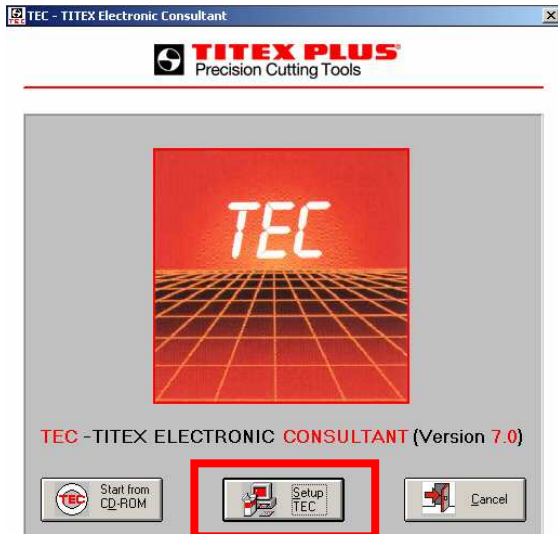 TEC - TITEX Electronic Consultant
TITEX PLUS
Precision Cutting Tools
TEC
TEC -TITEX ELECTRONIC CONSULTANT (Version 7.0)
TEC
Start from
CD-ROM
Setup
TEC
Cancel